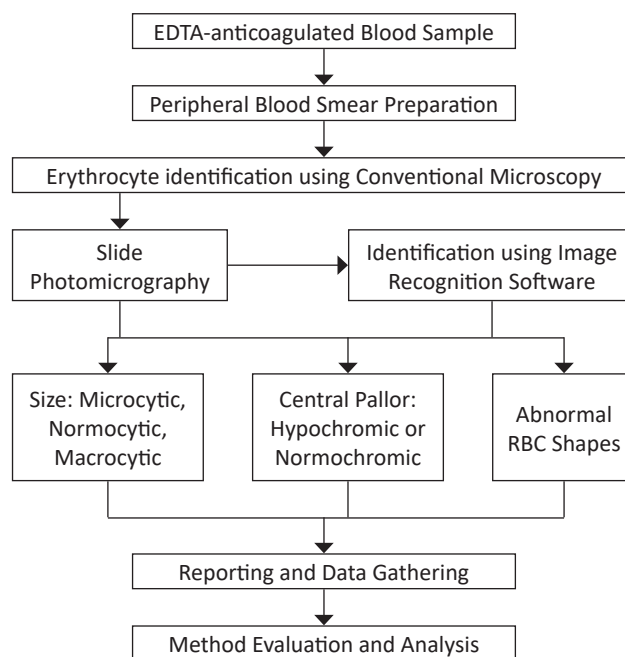 EDTA-anticoagulated Blood Sample
Peripheral Blood Smear Preparation
Erythrocyte identification using Conventional Microscopy
Slide
Photomicrography
Identification using Image
Recognition Software
Size: Microcytic,
Normocytic,
Macrocytic
Central Pallor:
Hypochromic or
Normochromic
Abnormal
RBC Shapes
Reporting and Data Gathering
Method Evaluation and Analysis